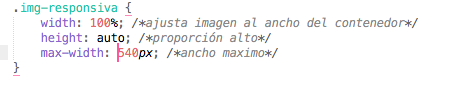 .img-responsiva {
width: 100%; /*ajusta imagen al ancho del contenedor*/
height: auto; /*proporción alto*/
max-width: 540px; /*ancho maximo*/
}